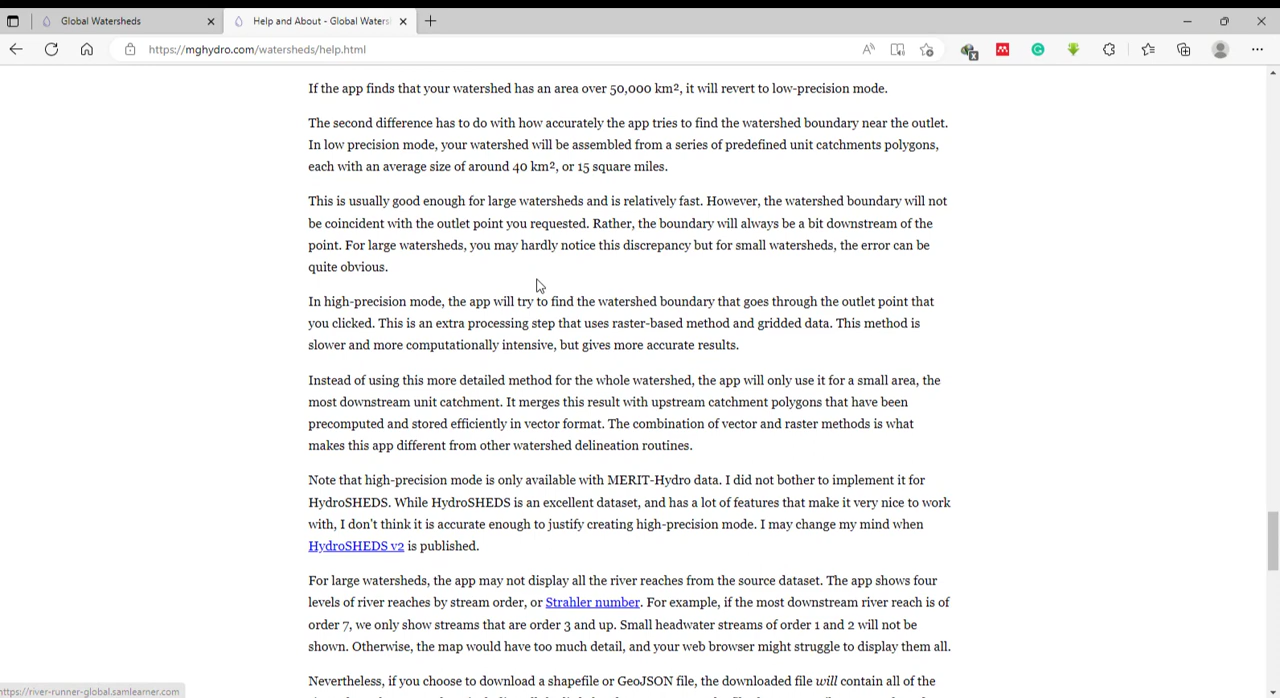 Global Watersheds
Help and About - Global Waters
https://mghydro.com/watersheds/help.html
If the app finds that your watershed has an area over 50,000 km², it will revert to low-precision mode.
The second difference has to do with how accurately the app tries to find the watershed boundary near the outlet.
In low precision mode, your watershed will be assembled from a series of predefined unit catchments polygons,
each with an average size of around 40 km², or 15 square miles.
This is usually good enough for large watersheds and is relatively fast. However, the watershed boundary will not
be coincident with the outlet point you requested. Rather, the boundary will always be a bit downstream of the
point. For large watersheds, you may hardly notice this discrepancy but for small watersheds, the error can be
quite obvious.
In high-precision mode, the app will try to find the watershed boundary that goes through the outlet point that
you clicked. This is an extra processing step that uses raster-based method and gridded data. This method is
slower and more computationally intensive, but gives more accurate results.
Instead of using this more detailed method for the whole watershed, the app will only use it for a small area, the
most downstream unit catchment. It merges this result with upstream catchment polygons that have been
precomputed and stored efficiently in vector format. The combination of vector and raster methods is what
makes this app different from other watershed delineation routines.
Note that high-precision mode is only available with MERIT-Hydro data. I did not bother to implement it for
HydroSHEDS. While HydroSHEDS is an excellent dataset, and has a lot of features that make it very nice to work
with, I don't think it is accurate enough to justify creating high-precision mode. I may change my mind when
HydroSHEDS v2 is published.
For large watersheds, the app may not display all the river reaches from the source dataset. The app shows four
levels of river reaches by stream order, or Strahler number. For example, if the most downstream river reach is of
order 7, we only show streams that are order 3 and up. Small headwater streams of order 1 and 2 will not be
shown. Otherwise, the map would have too much detail, and your web browser might struggle to display them all.
Nevertheless, if you choose to download a shapefile or GeoJSON file, the downloaded file will contain all of the
https://river-runner-global.samlearner.com